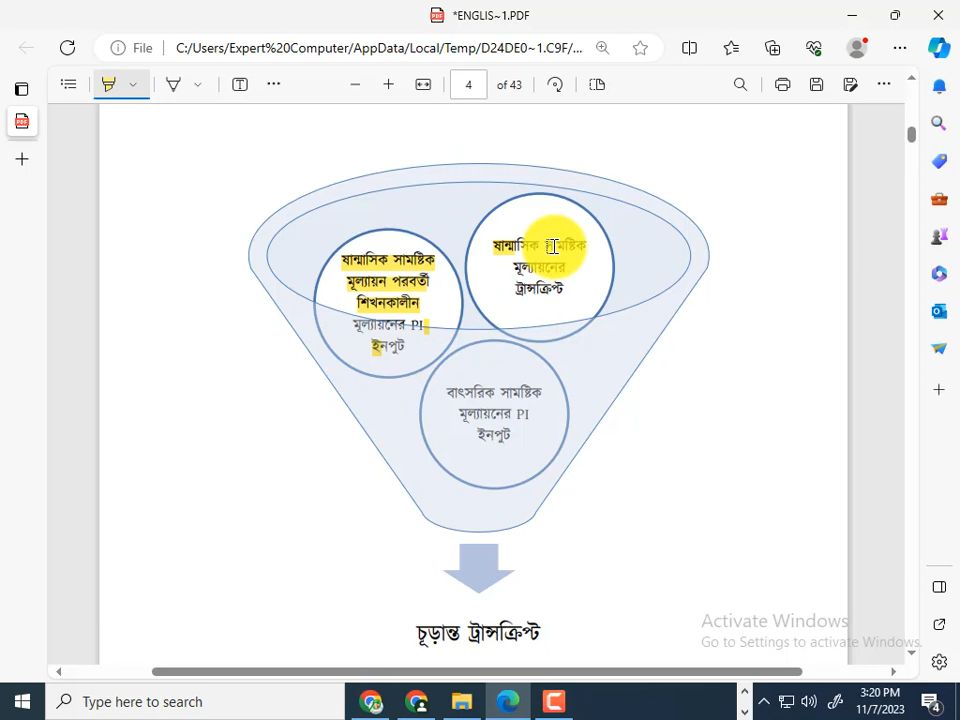 *ENGLIS~1.PDF
File
C:/Users/Expert%20Computer/AppData/Local/Temp/D24DE0~1.C9F/...
4 of 43
ষান্মাসিক সামষ্টিক
মূল্যায়নের
ট্রান্সক্রিপ্ট
ষান্মাসিক সামষ্টিক
মূল্যায়ন পরবর্তী
শিখনকালীন
মূল্যায়নের PI
ইনপুট
বাৎসরিক সামষ্টিক
মূল্যায়নের PI
ইনপুট
চূড়ান্ত ট্রান্সক্রিপ্ট
Activate Windows
Go to Settings to activate Windows.
Type here to search
3:20 PM
11/7/2023
4